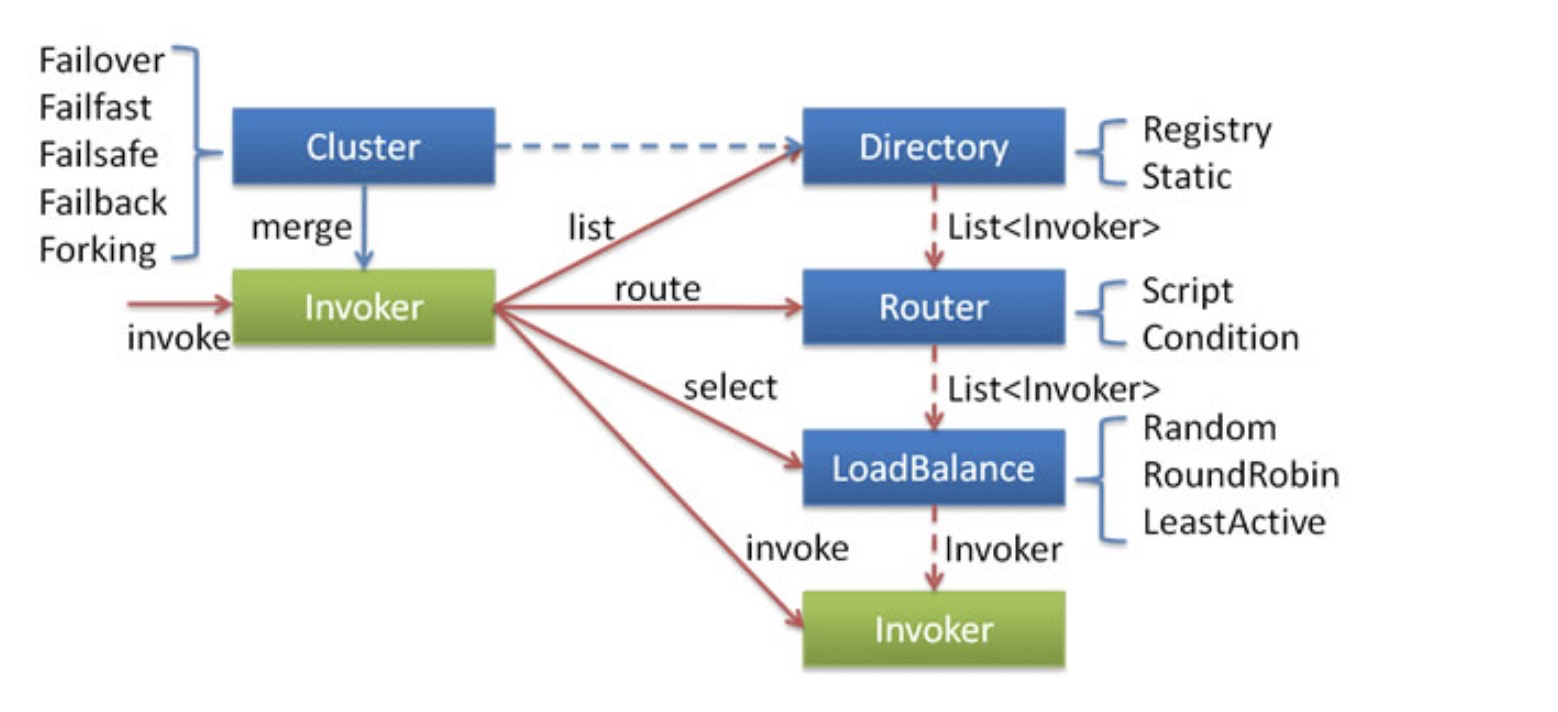 Failover
Failfast
Failsafe
Failback
Forking
Cluster
merge
invoke
Invoker
list
route
select
invoke
Directory
Registry
Static
List<Invoker>
Router
Script
Condition
List<Invoker>
LoadBalance
Random
RoundRobin
LeastActive
Invoker
Invoker